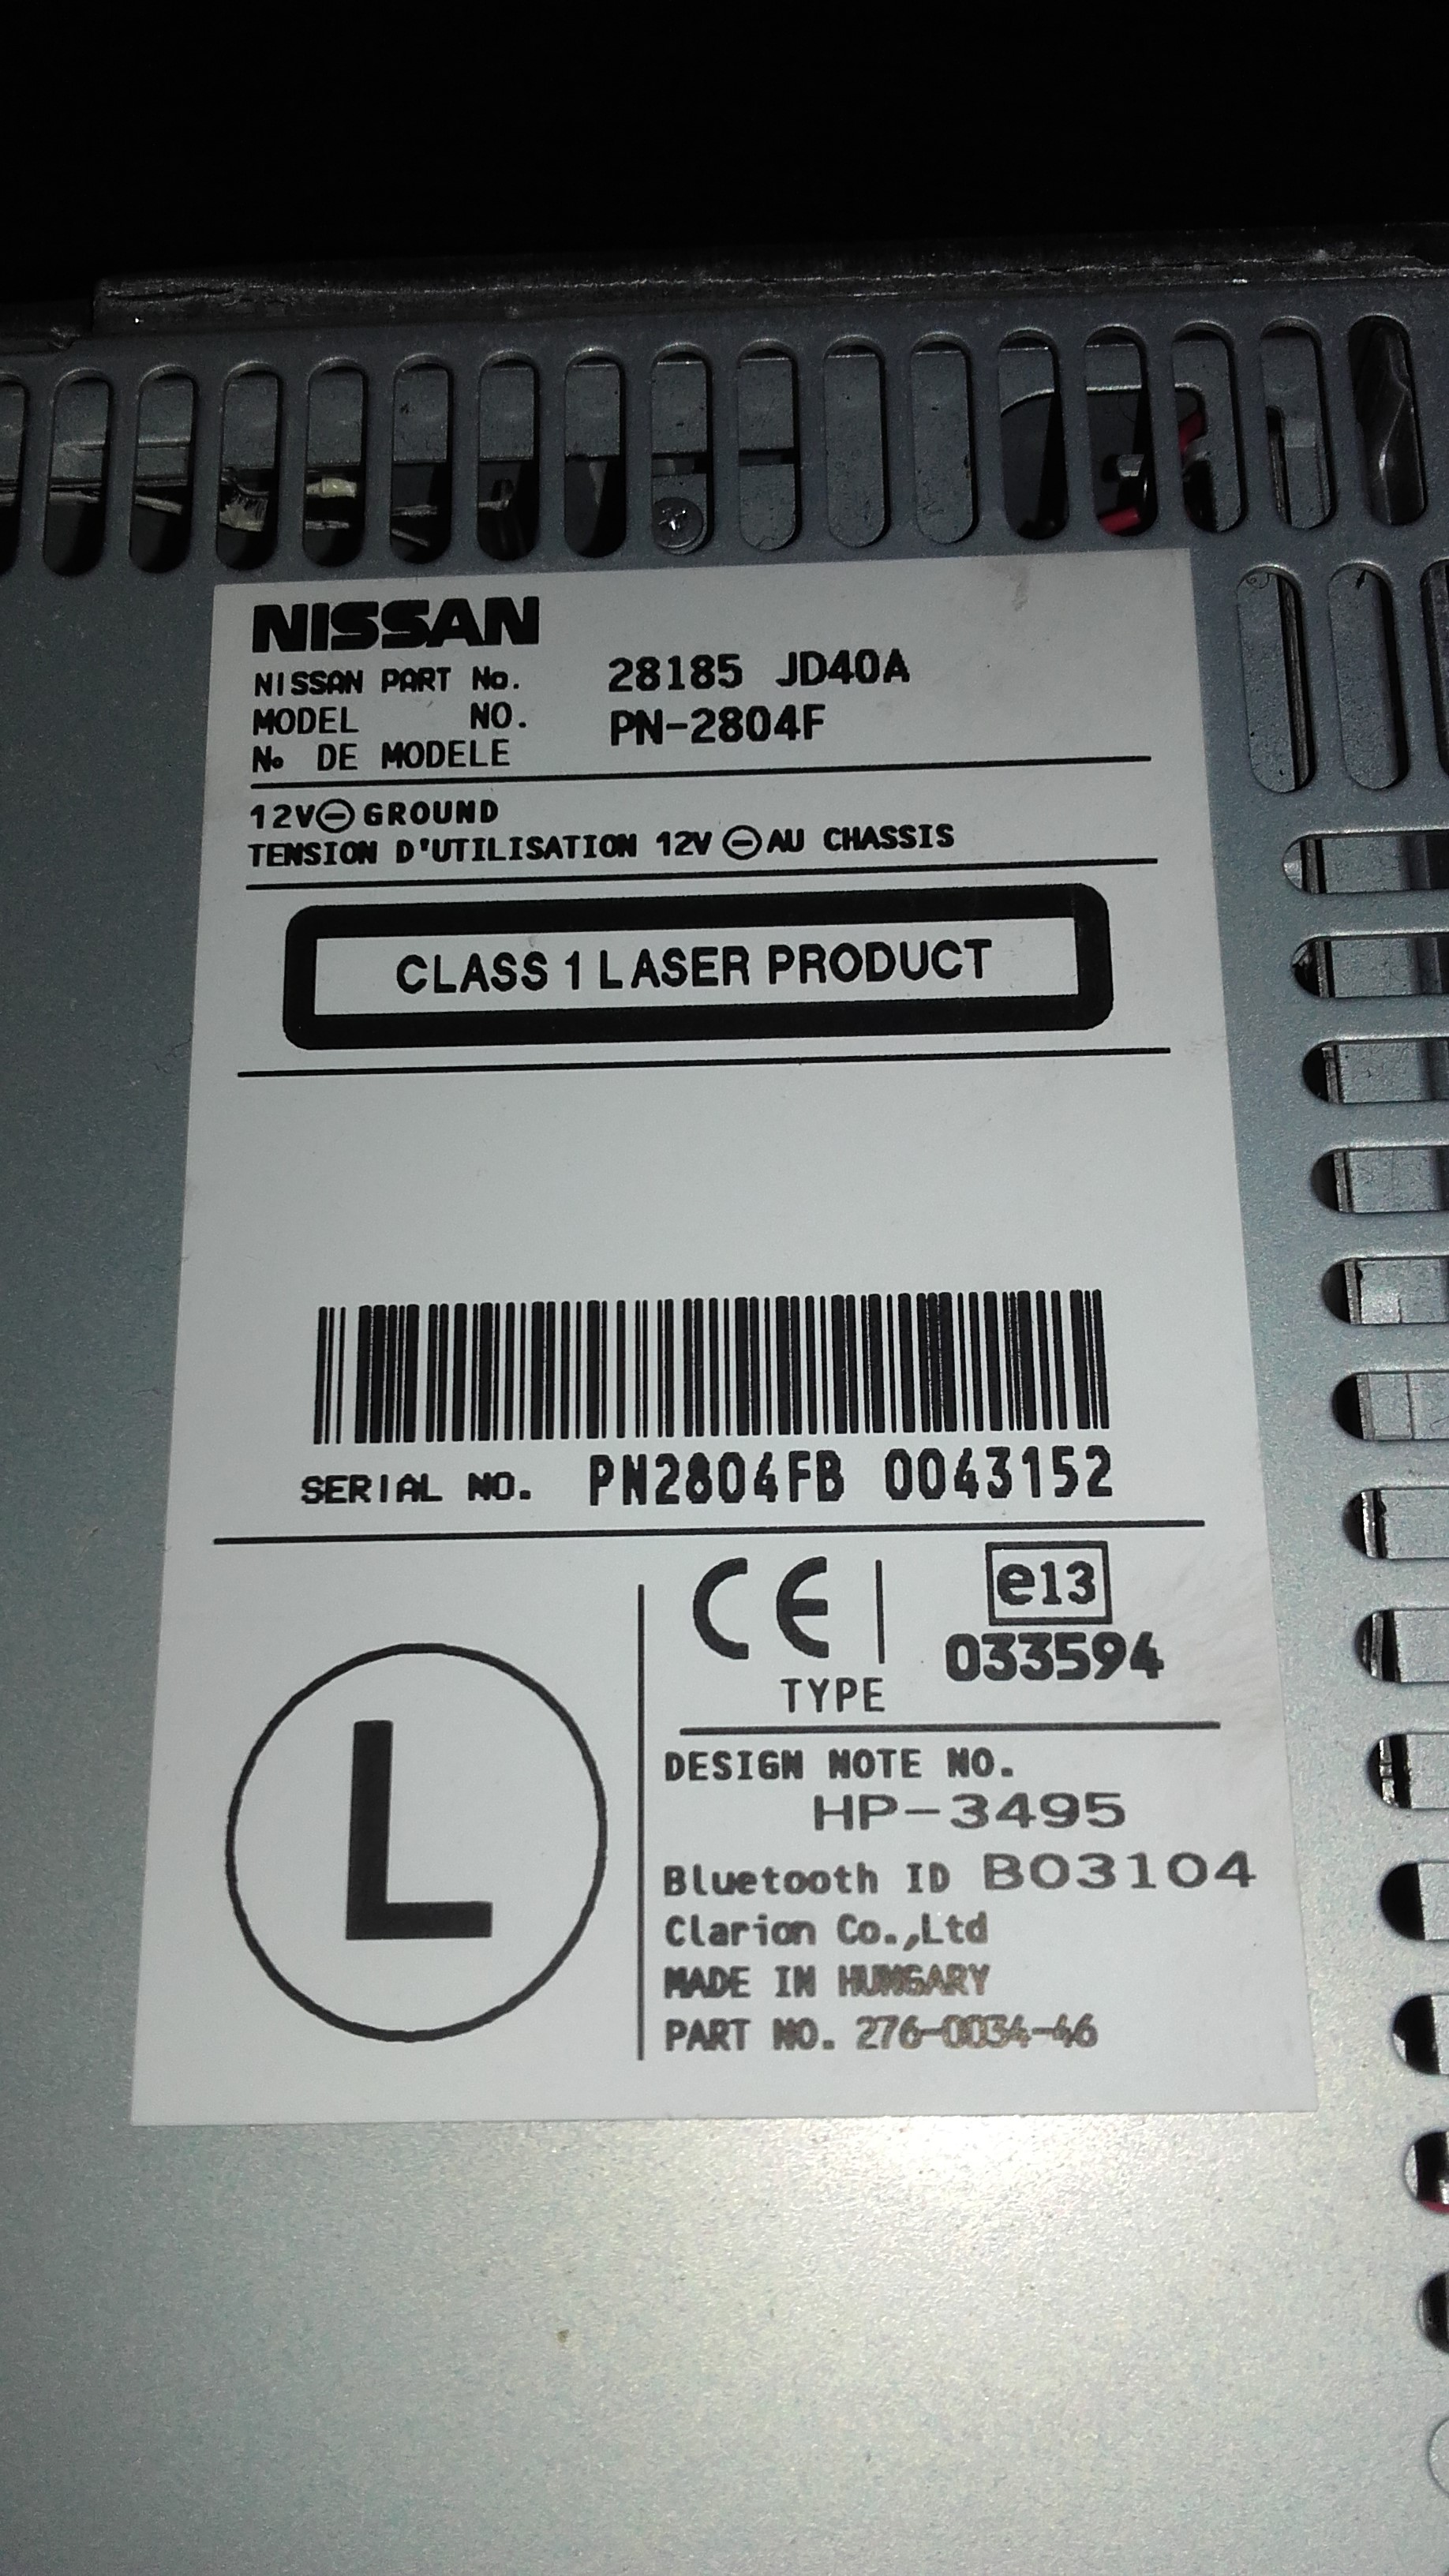 NISSAN
NISSAN PART No. 28185 JD40A
MODEL NO. PN-2804F
No DE MODELE
12V⊖GROUND
TENSION D'UTILISATION 12V ⊖AU CHASSIS
CLASS 1 LASER PRODUCT
SERIAL NO. PN2804FB 0043152
L
CE
TYPE
e13
033594
DESIGN NOTE NO.
HP-3495
Bluetooth ID B03104
Clarion Co.,Ltd
MADE IN HUNGARY
PART NO. 276-0034-46